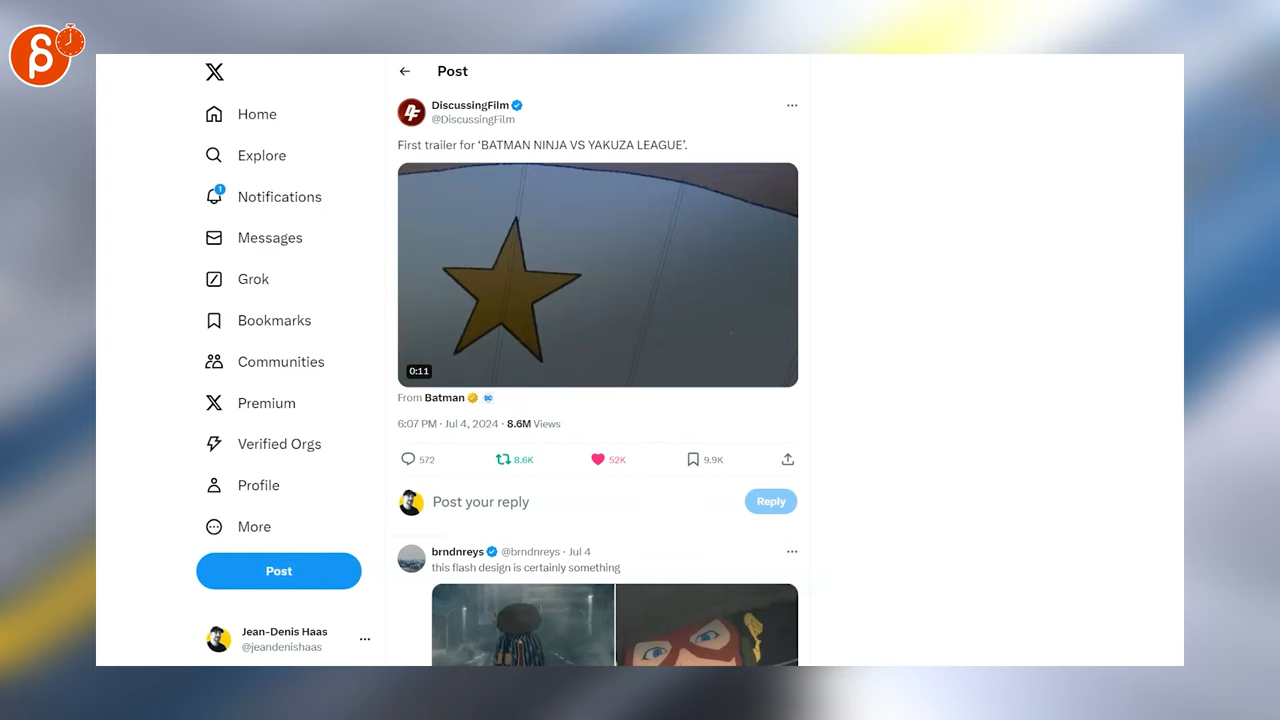 Home
Explore
1
Notifications
Messages
Grok
Bookmarks
Communities
Premium
Verified Orgs
Profile
More
Post
Jean-Denis Haas
@jeandenishaas
Post
DiscussingFilm
@DiscussingFilm
First trailer for ‘BATMAN NINJA VS YAKUZA LEAGUE’.
0:11
From Batman
6:07 PM · Jul 4, 2024 · 8.6M Views
572 8.6K 52K 9.9K
Post your reply
Reply
brndnreys @brndnreys · Jul 4
this flash design is certainly something